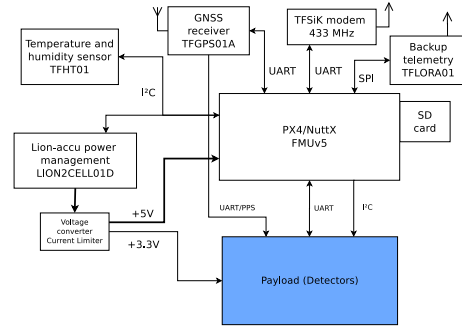 GNSS
receiver
TFGPS01A
TFSiK modem
433 MHz
Temperature and
humidity sensor
TFHT01
Backup
telemetry
TFLORA01
UART
UART
SPI
I²C
PX4/NuttX
FMUv5
SD
card
Lion-accu power
management
LION2CELL01D
Voltage
converter
Current Limiter
+5V
+3.3V
UART/PPS
UART
I²C
Payload (Detectors)